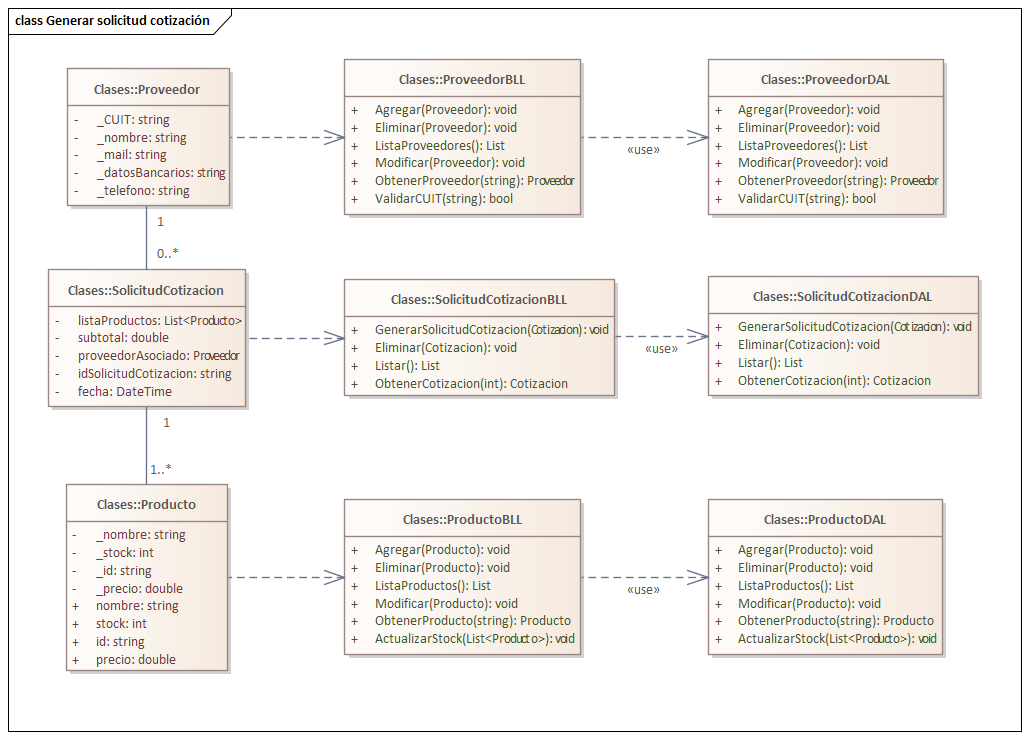 class Generar solicitud cotización
Clases::Proveedor
- _CUIT: string
- _nombre: string
- _mail: string
- _datosBancarios: string
- _telefono: string
Clases::ProveedorBLL
+ Agregar(Proveedor): void
+ Eliminar(Proveedor): void
+ ListaProveedores(): List
+ Modificar(Proveedor): void
+ ObtenerProveedor(string): Proveedor
+ ValidarCUIT(string): bool
«use»
Clases::ProveedorDAL
+ Agregar(Proveedor): void
+ Eliminar(Proveedor): void
+ ListaProveedores(): List
+ Modificar(Proveedor): void
+ ObtenerProveedor(string): Proveedor
+ ValidarCUIT(string): bool
1
0..*
Clases::SolicitudCotizacion
- listaProductos: List<Producto>
- subtotal: double
- proveedorAsociado: Proveedor
- idSolicitudCotizacion: string
- fecha: DateTime
Clases::SolicitudCotizacionBLL
+ GenerarSolicitudCotizacion(Cotizacion): void
+ Eliminar(Cotizacion): void
+ Listar(): List
+ ObtenerCotizacion(int): Cotizacion
«use»
Clases::SolicitudCotizacionDAL
+ GenerarSolicitudCotizacion(Cotizacion): void
+ Eliminar(Cotizacion): void
+ Listar(): List
+ ObtenerCotizacion(int): Cotizacion
1
1..*
Clases::Producto
- _nombre: string
- _stock: int
- _id: string
- _precio: double
+ nombre: string
+ stock: int
+ id: string
+ precio: double
Clases::ProductoBLL
+ Agregar(Producto): void
+ Eliminar(Producto): void
+ ListaProductos(): List
+ Modificar(Producto): void
+ ObtenerProducto(string): Producto
+ ActualizarStock(List<Producto>): void
«use»
Clases::ProductoDAL
+ Agregar(Producto): void
+ Eliminar(Producto): void
+ ListaProductos(): List
+ Modificar(Producto): void
+ ObtenerProducto(string): Producto
+ ActualizarStock(List<Producto>): void